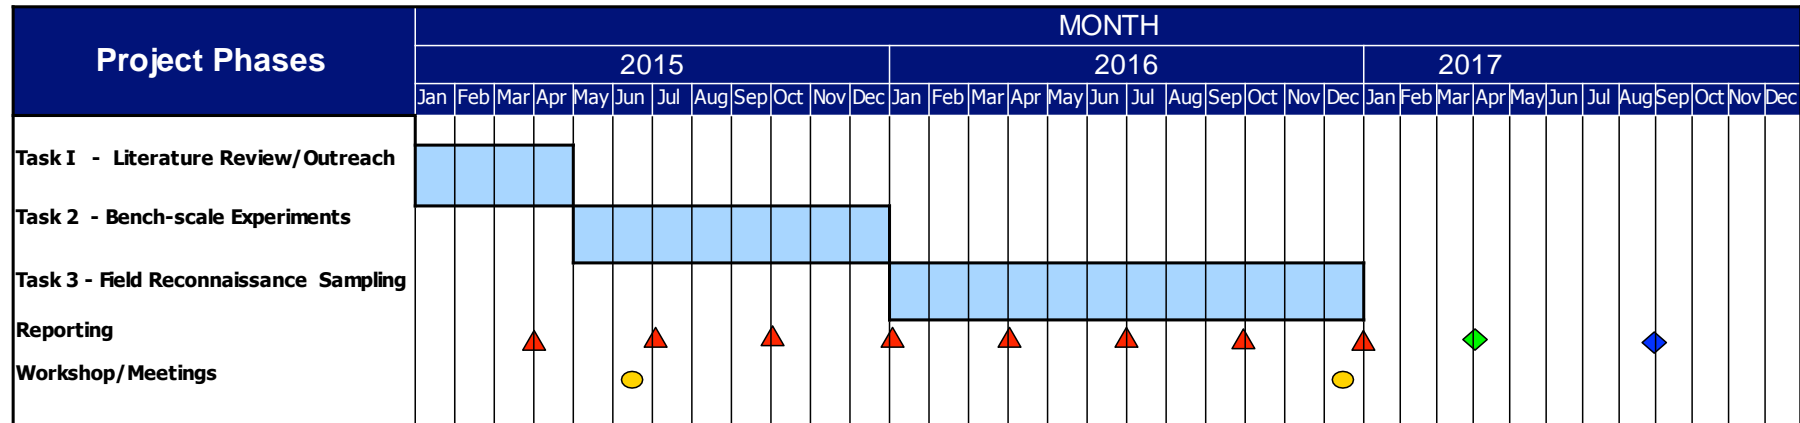 MONTH
Project Phases
2015 2016 2017
Jan Feb Mar Apr May Jun Jul Aug Sep Oct Nov Dec Jan Feb Mar Apr May Jun Jul Aug Sep Oct Nov Dec Jan Feb Mar Apr May Jun Jul Aug Sep Oct Nov Dec
Task I - Literature Review/Outreach
Task 2 - Bench-scale Experiments
Task 3 - Field Reconnaissance Sampling
Reporting
Workshop/Meetings